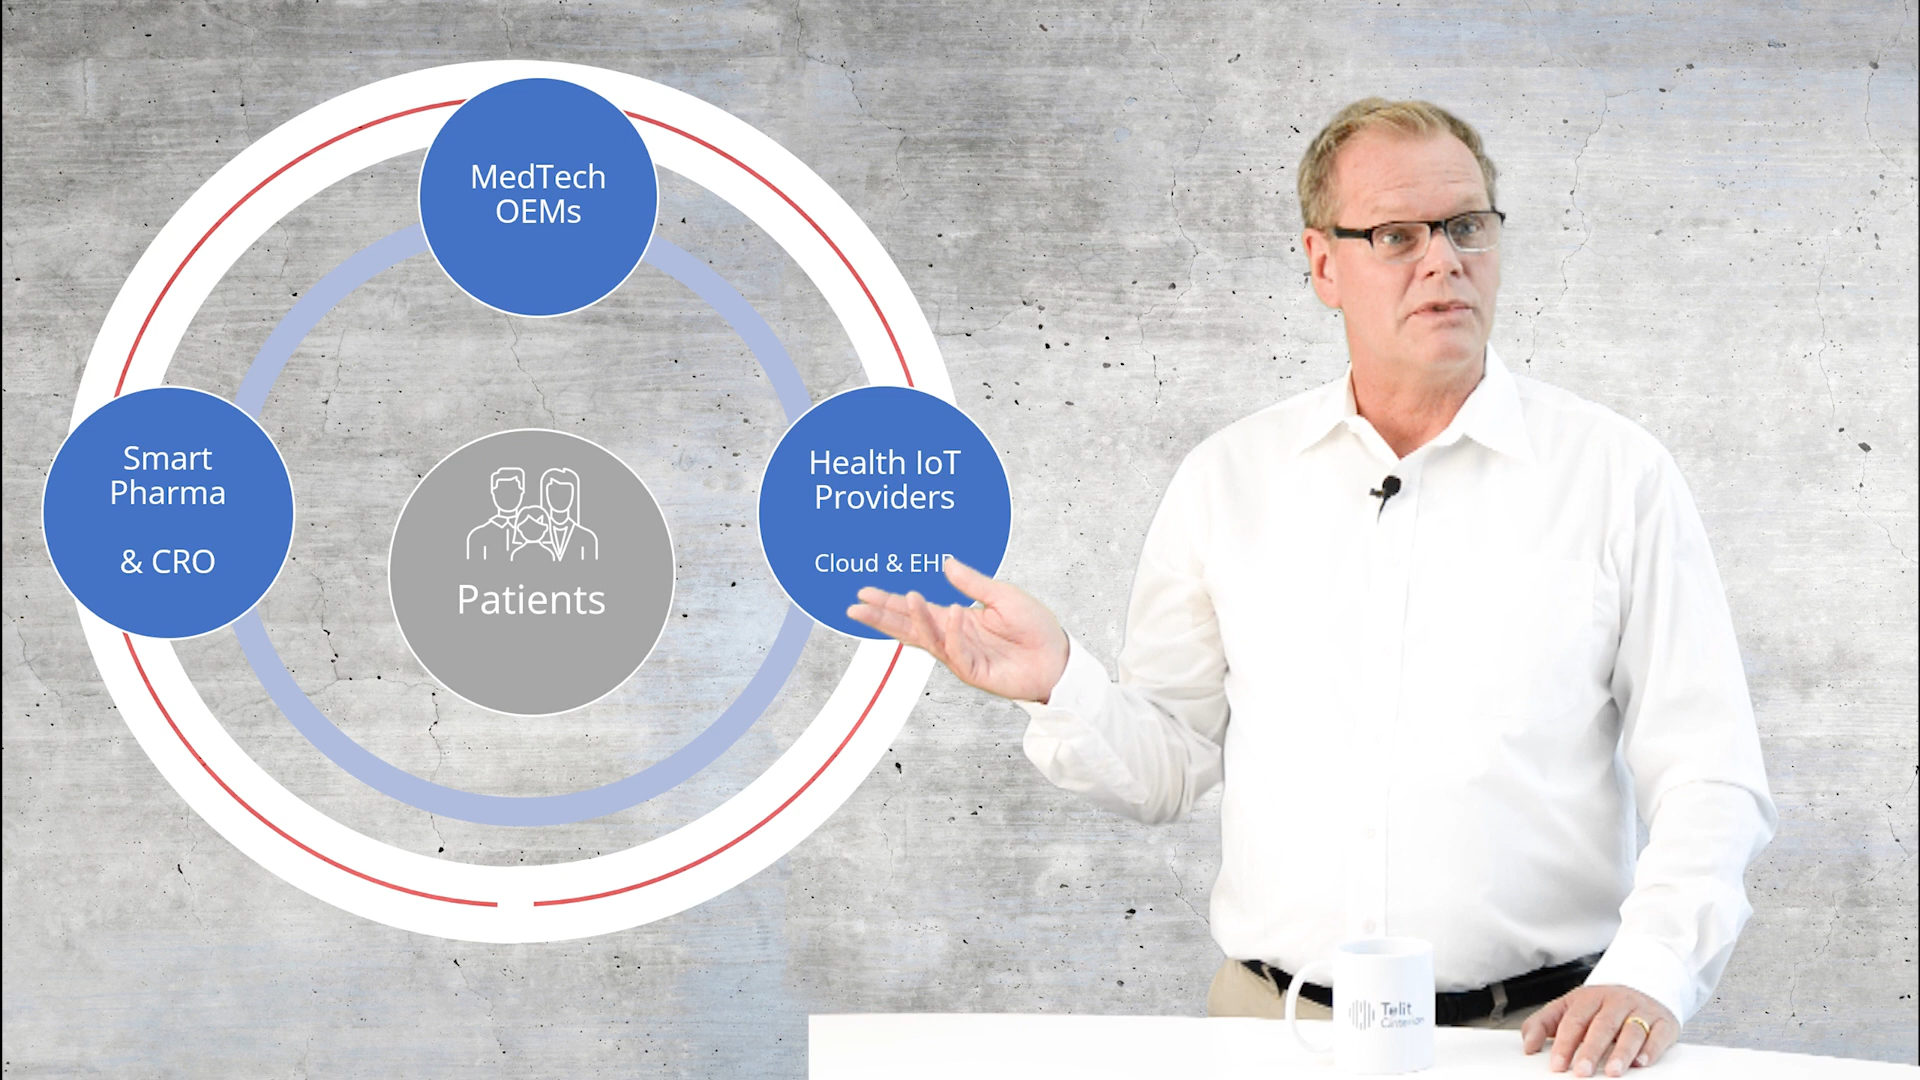 MedTech
OEMs
Smart
Pharma
& CRO
Health IoT
Providers
Cloud & EHR
Patients
Telit
Cinterion